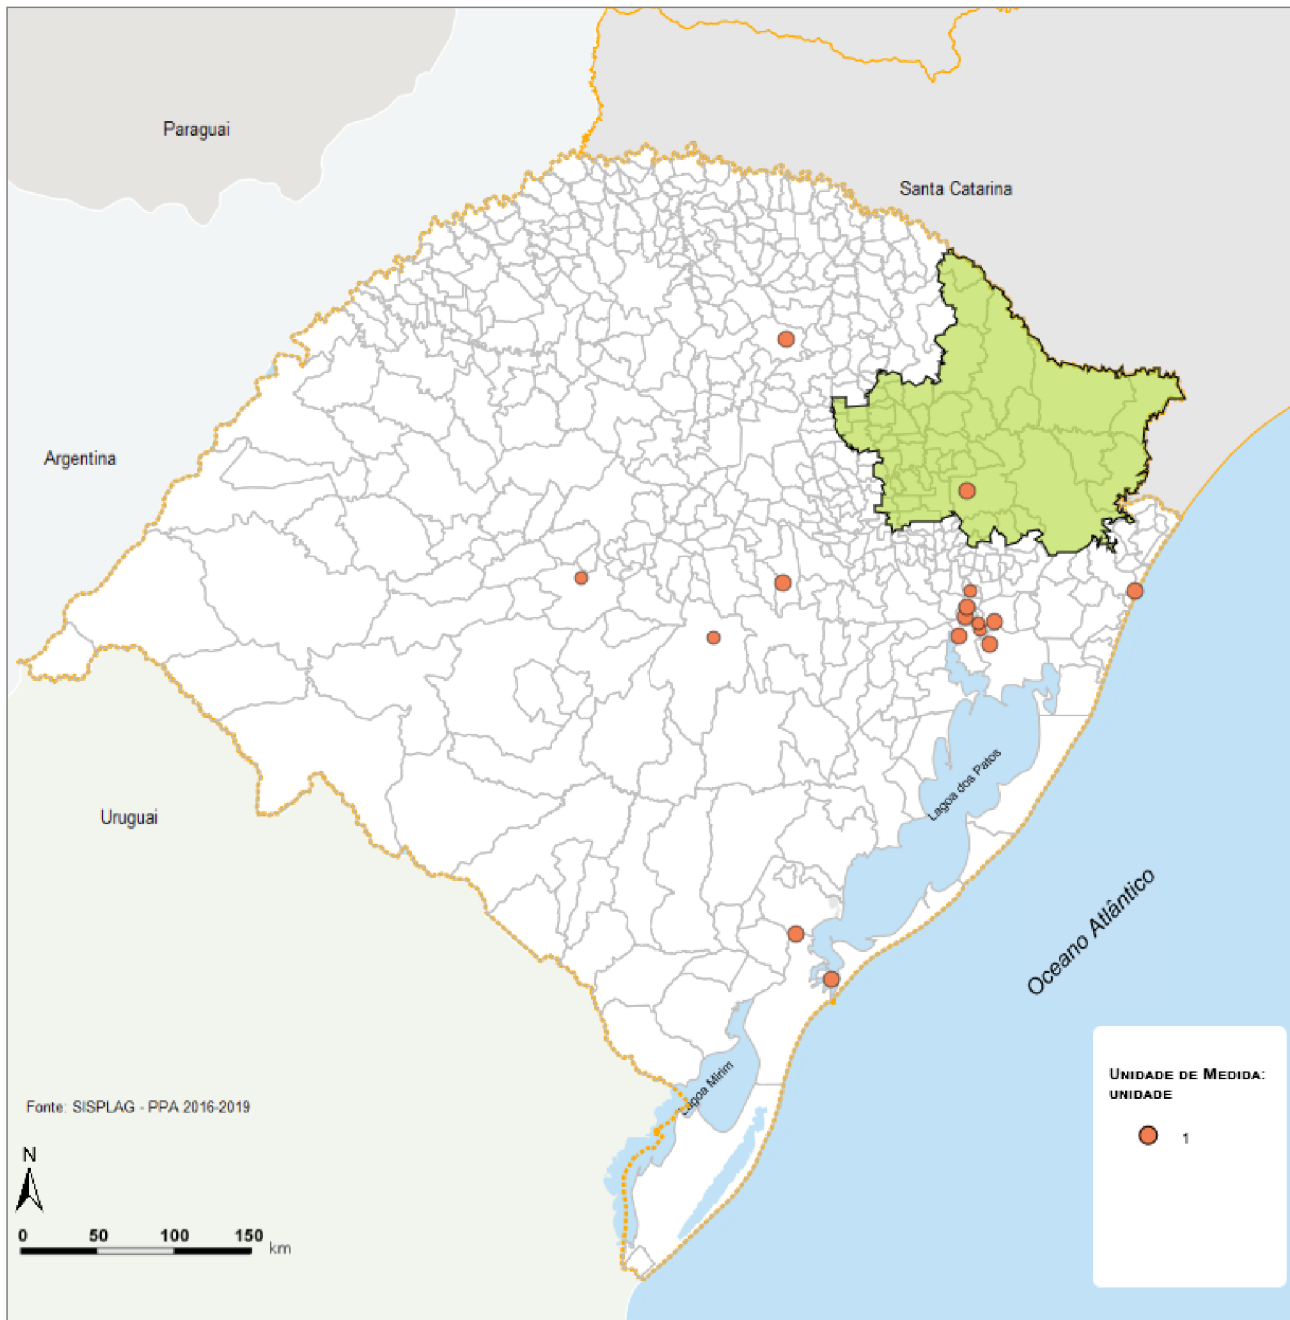 Paraguai
Santa Catarina
Argentina
Lagoa dos Patos
Uruguai
Oceano Atlântico
Lagoa Mirim
Unidade de Medida:
unidade
1
Fonte: SISPLAG - PPA 2016-2019
N
0 50 100 150
km